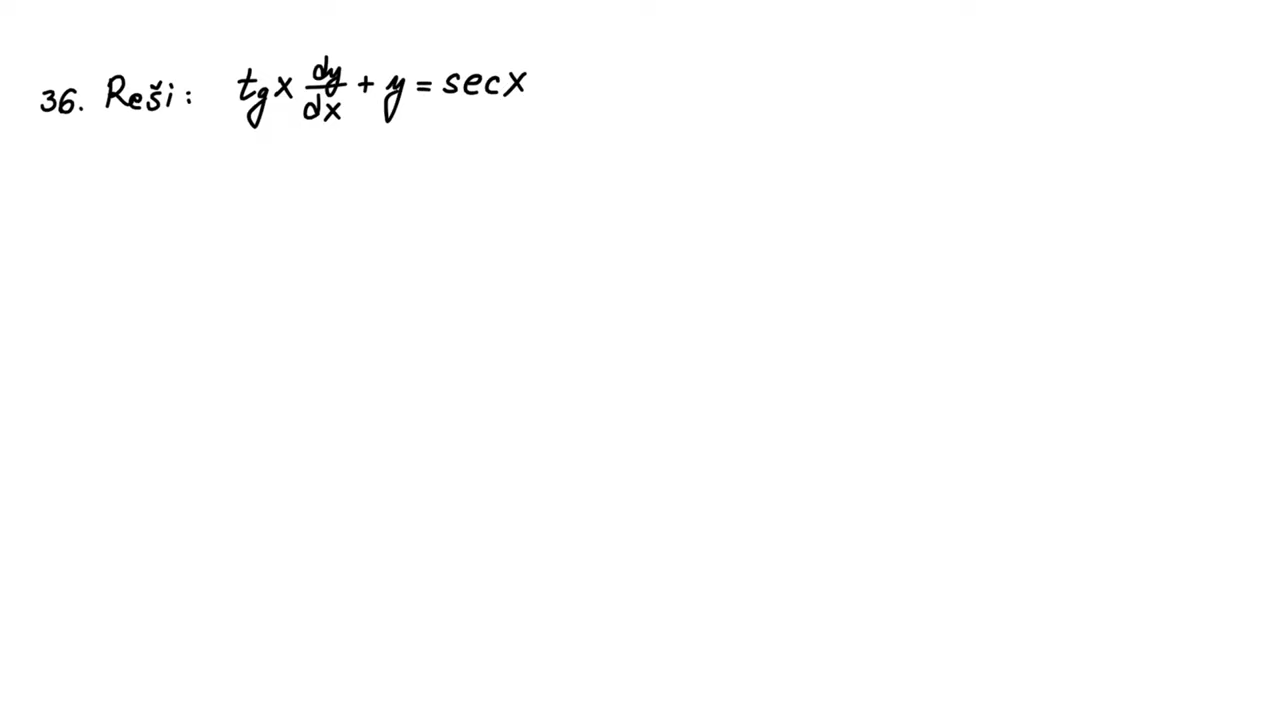 36. Reši: tg x dy/dx + y = sec x